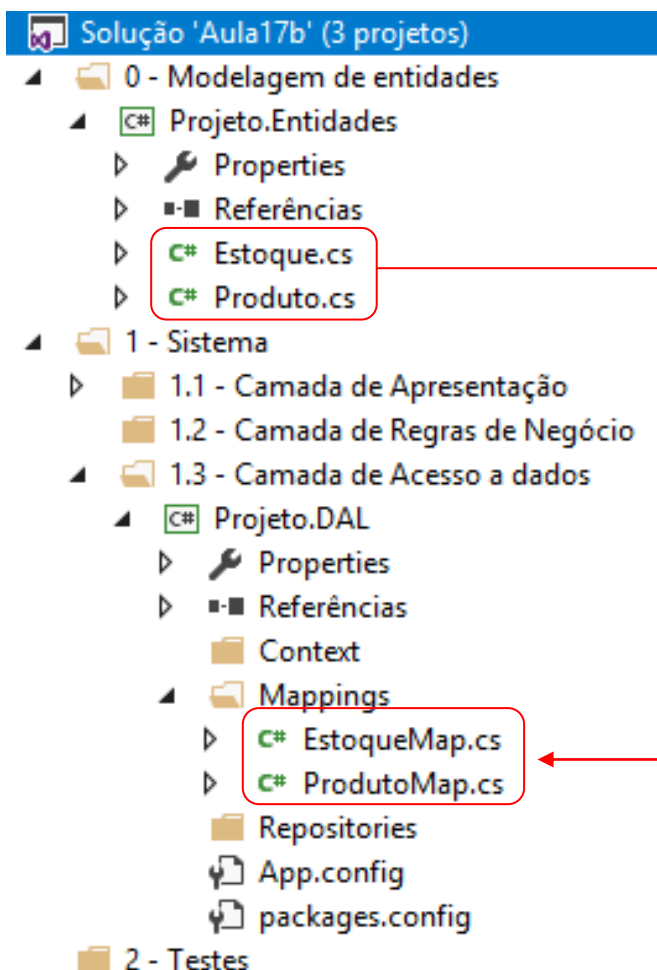 Solução 'Aula17b' (3 projetos)
0 - Modelagem de entidades
C# Projeto.Entidades
Properties
Referências
C# Estoque.cs
C# Produto.cs
1 - Sistema
1.1 - Camada de Apresentação
1.2 - Camada de Regras de Negócio
1.3 - Camada de Acesso a dados
C# Projeto.DAL
Properties
Referências
Context
Mappings
C# EstoqueMap.cs
C# ProdutoMap.cs
Repositories
App.config
packages.config
2 - Testes